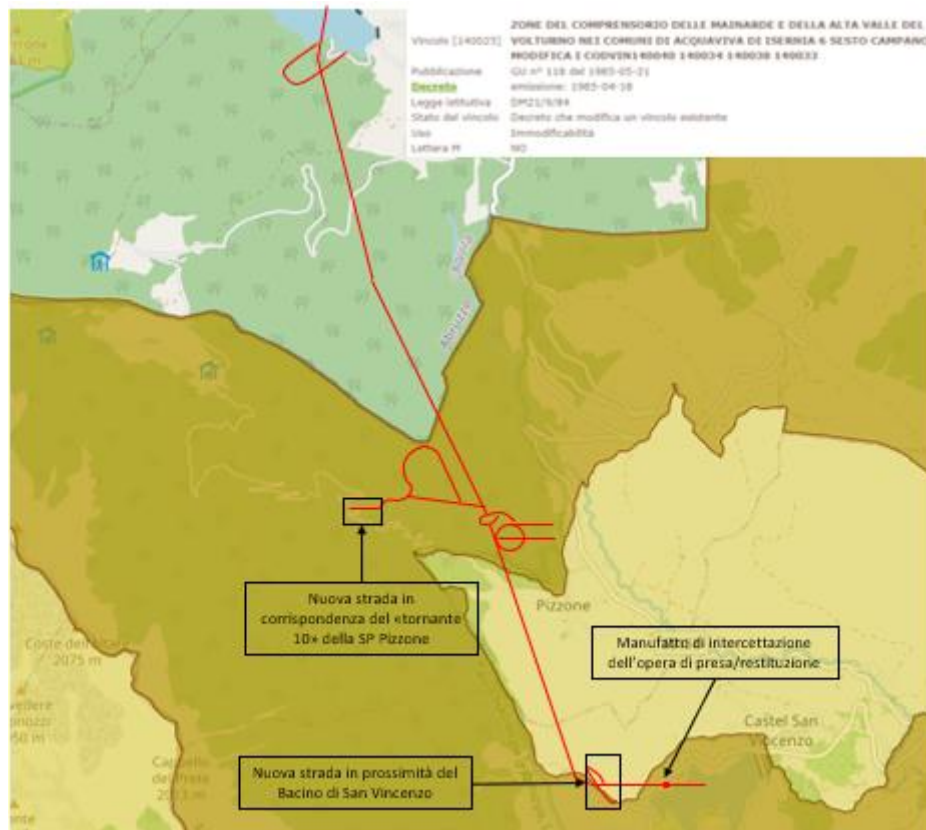 ZONE DEL COMPRENSORIO DELLE MAINARDE E DELLA ALTA VALLE DEL
Vincolo [140023] VOLTURNO NEI COMUNI DI ACQUAVIVA DI ISERNIA 6 SESTO CAMPANO
MODIFICA I CODVIN140040 140034 140038 140033
Pubblicazione GU n° 118 del 1985-05-21
Decreto emissione: 1985-04-18
Legge istitutiva DM21/9/84
Stato del vincolo Decreto che modifica un vincolo esistente
Uso Immodificabilità
Lettera M NO
Molise
Abruzzo
Nuova strada in
corrispondenza del «tornante
10» della SP Pizzone
Pizzone
Manufatto di intercettazione
dell'opera di presa/restituzione
2075 m
Castel San
Vincenzo
Nuova strada in prossimità del
Bacino di San Vincenzo